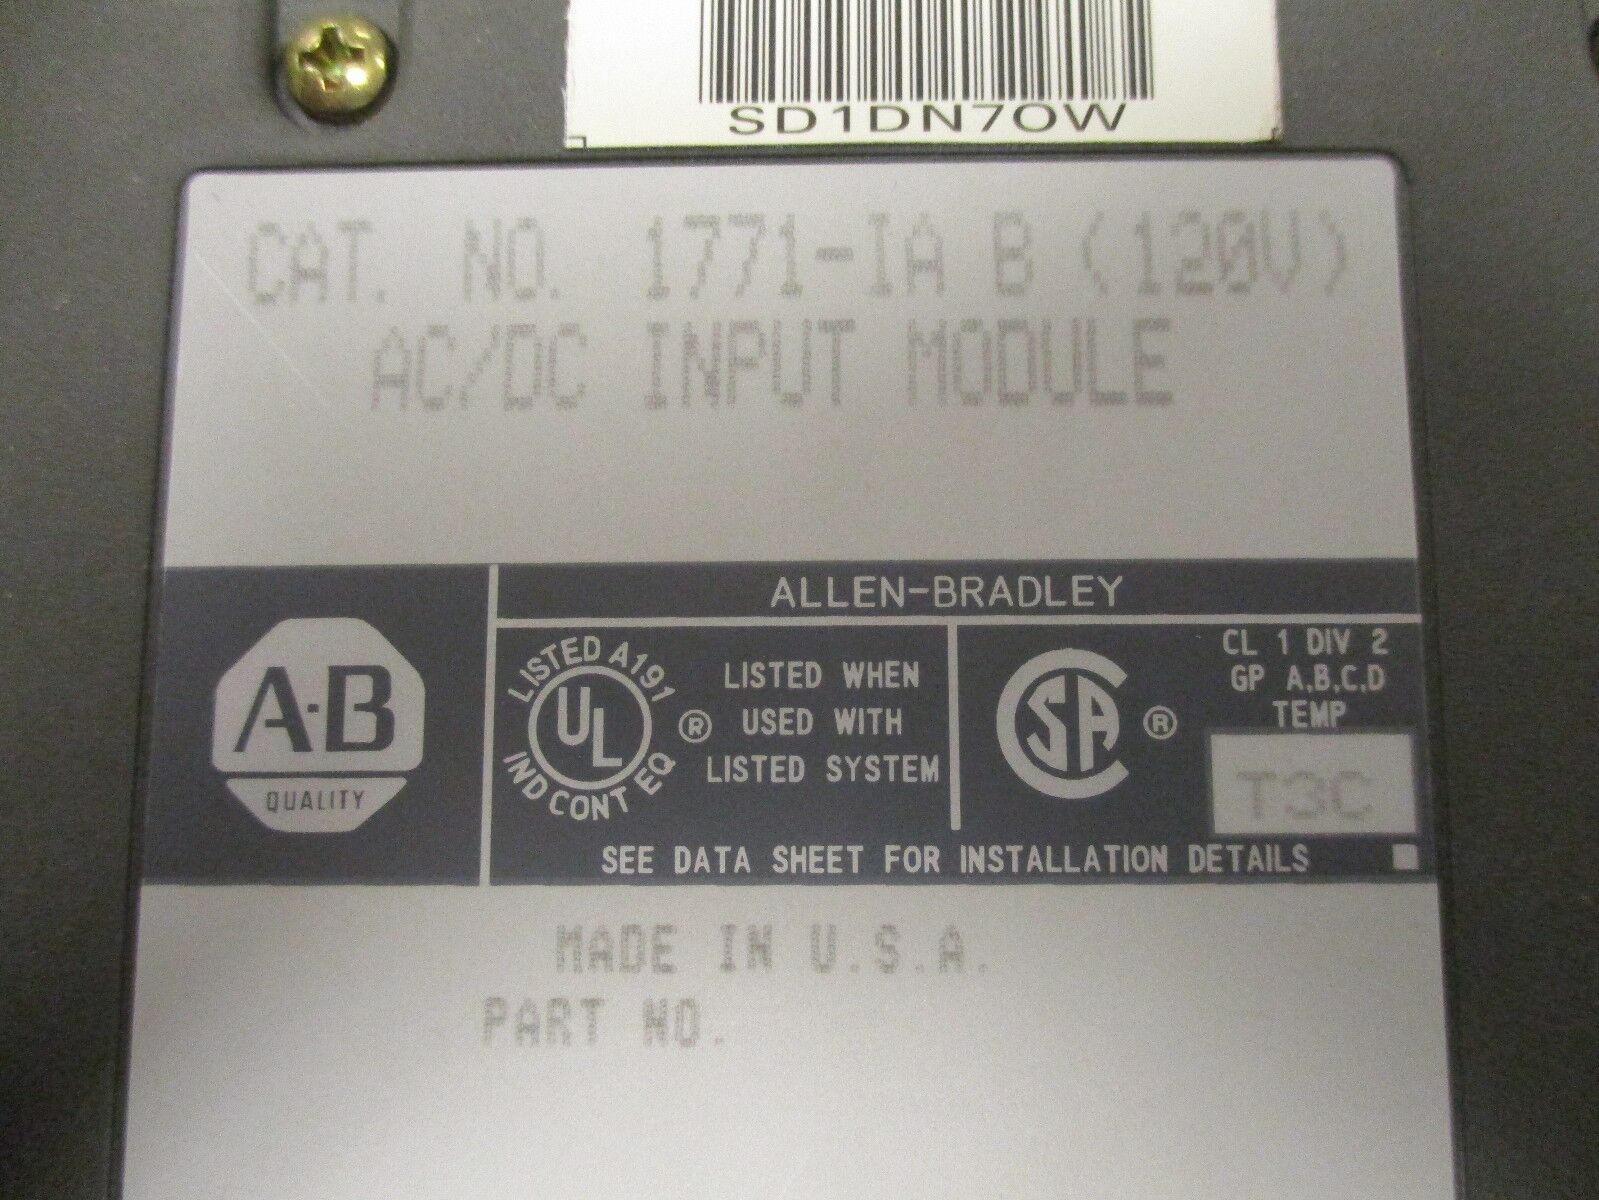 SD1DN7OW
CAT. NO. 1771-IA B (120V)
AC/DC INPUT MODULE
ALLEN-BRADLEY
A·B
QUALITY
LISTED A191
UL
IND CONT EQ
®
LISTED WHEN
USED WITH
LISTED SYSTEM
CSA
®
CL 1 DIV 2
GP A,B,C,D
TEMP
T3C
SEE DATA SHEET FOR INSTALLATION DETAILS
MADE IN U.S.A.
PART NO.